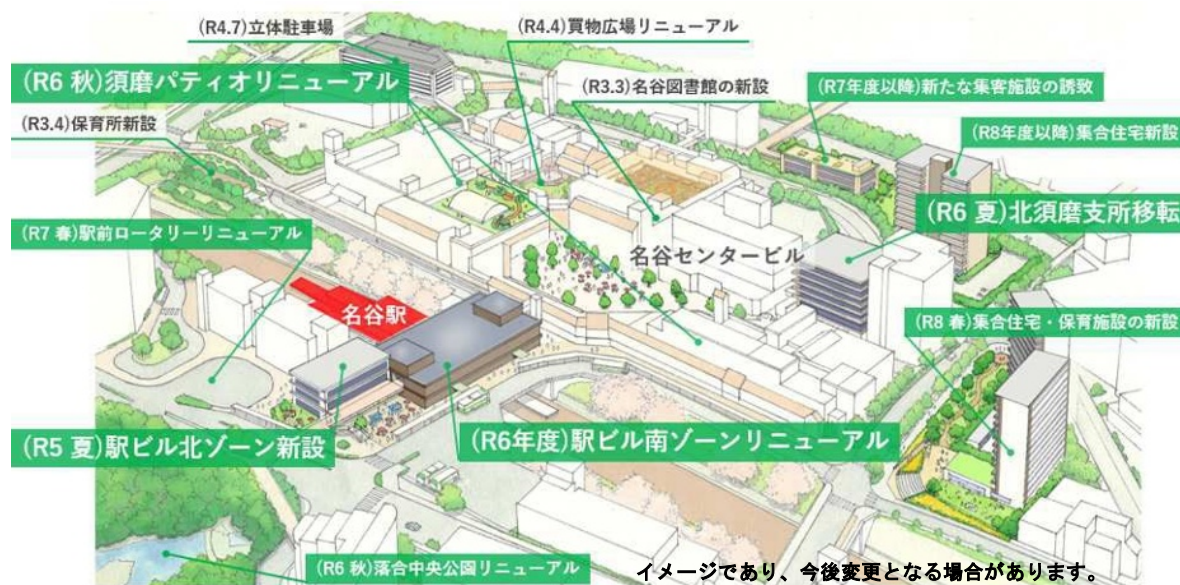 (R4.7)立体駐車場
(R4.4)買物広場リニューアル
(R6 秋)須磨パティオリニューアル
(R3.3)名谷図書館の新設
(R7年度以降)新たな集客施設の誘致
(R3.4)保育所新設
(R8年度以降)集合住宅新設
(R6 夏)北須磨支所移転
(R7 春)駅前ロータリーリニューアル
名谷センタービル
名谷駅
(R8 春)集合住宅・保育施設の新設
(R5 夏)駅ビル北ゾーン新設
(R6年度)駅ビル南ゾーンリニューアル
(R6 秋)落合中央公園リニューアル
イメージであり、今後変更となる場合があります。